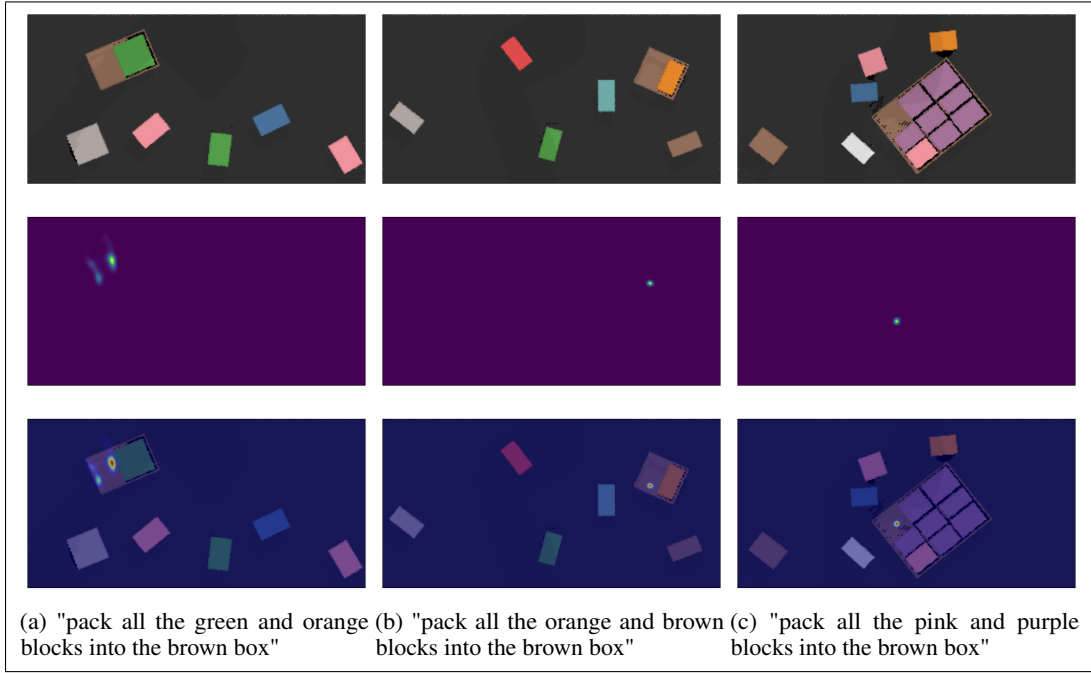 (a) "pack all the green and orange
blocks into the brown box"
(b) "pack all the orange and brown
blocks into the brown box"
(c) "pack all the pink and purple
blocks into the brown box"